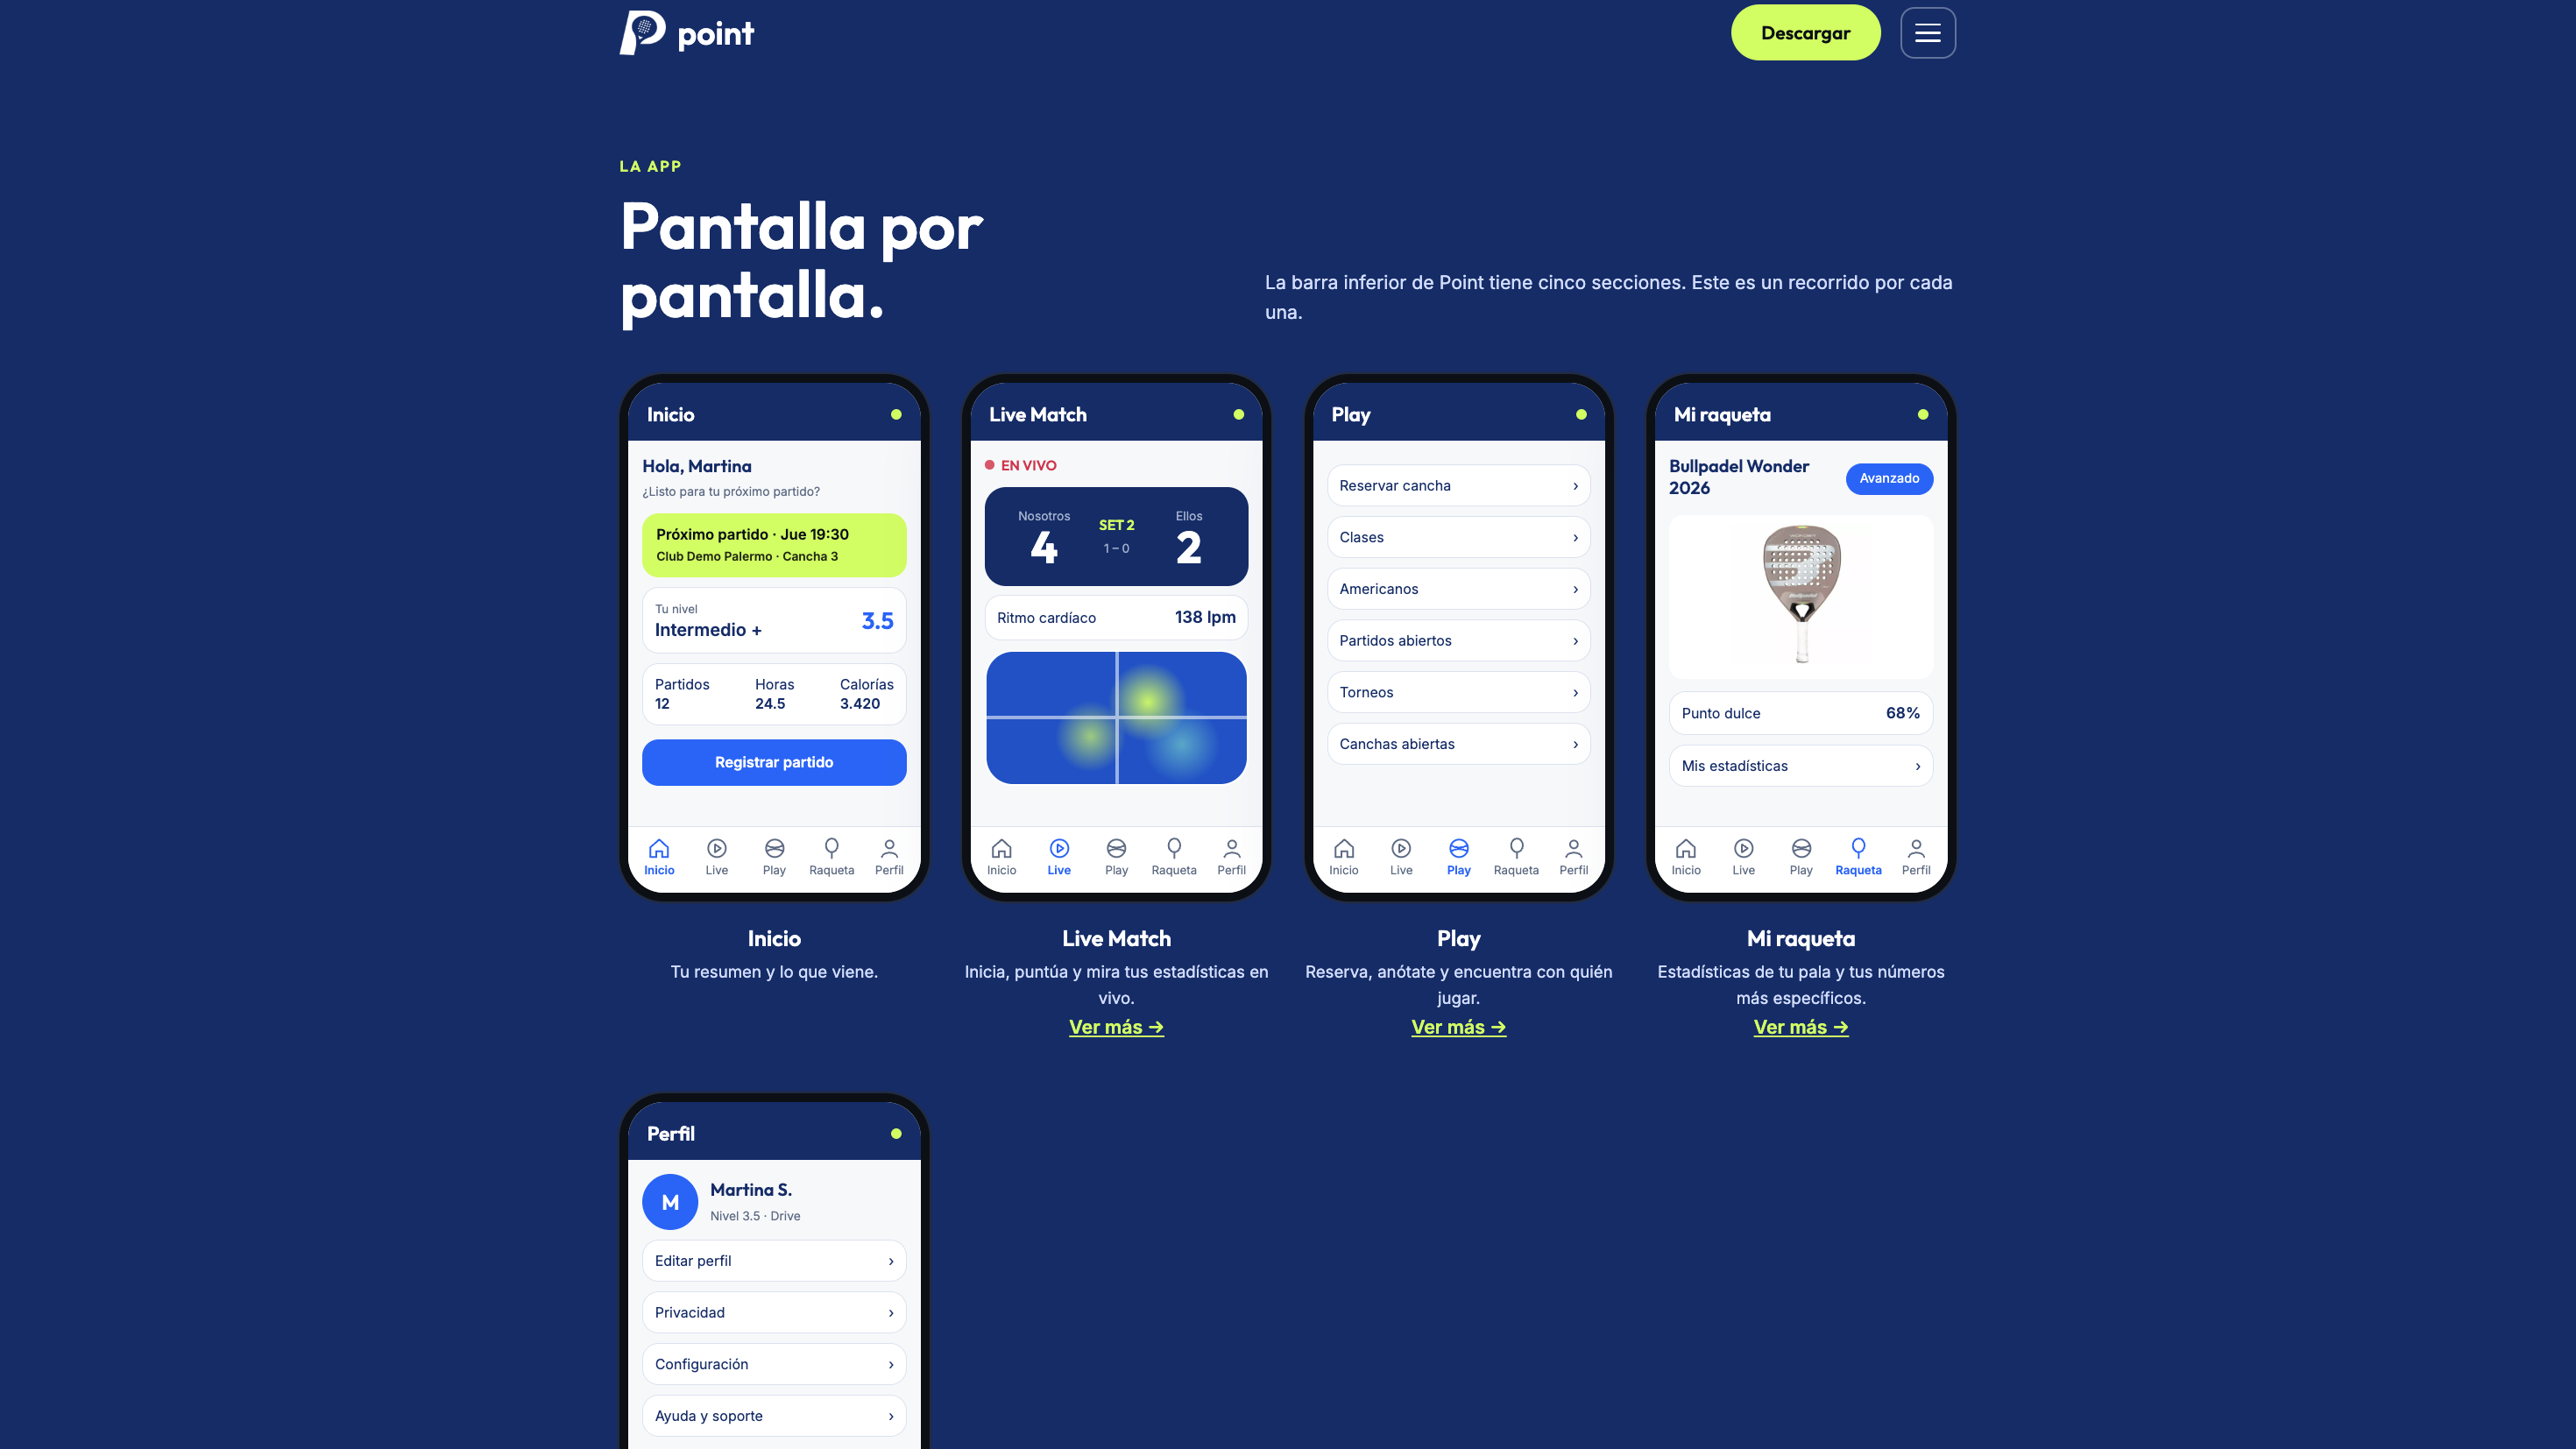 point
Descargar
LA APP
Pantalla por
pantalla.
La barra inferior de Point tiene cinco secciones. Este es un recorrido por cada
una.
Inicio
Hola, Martina
¿Listo para tu próximo partido?
Próximo partido · Jue 19:30
Club Demo Palermo · Cancha 3
Tu nivel
Intermedio +
3.5
Partidos Horas Calorías
12 24.5 3.420
Registrar partido
Inicio Live Play Raqueta Perfil
Inicio
Tu resumen y lo que viene.
Live Match
EN VIVO
Nosotros SET 2 Ellos
4 1 – 0 2
Ritmo cardíaco 138 lpm
Inicio Live Play Raqueta Perfil
Live Match
Inicia, puntúa y mira tus estadísticas en
vivo.
Ver más →
Play
Reservar cancha ›
Clases ›
Americanos ›
Partidos abiertos ›
Torneos ›
Canchas abiertas ›
Inicio Live Play Raqueta Perfil
Play
Reserva, anótate y encuentra con quién
jugar.
Ver más →
Mi raqueta
Bullpadel Wonder
2026
Avanzado
Punto dulce 68%
Mis estadísticas ›
Inicio Live Play Raqueta Perfil
Mi raqueta
Estadísticas de tu pala y tus números
más específicos.
Ver más →
Perfil
M
Martina S.
Nivel 3.5 · Drive
Editar perfil ›
Privacidad ›
Configuración ›
Ayuda y soporte ›